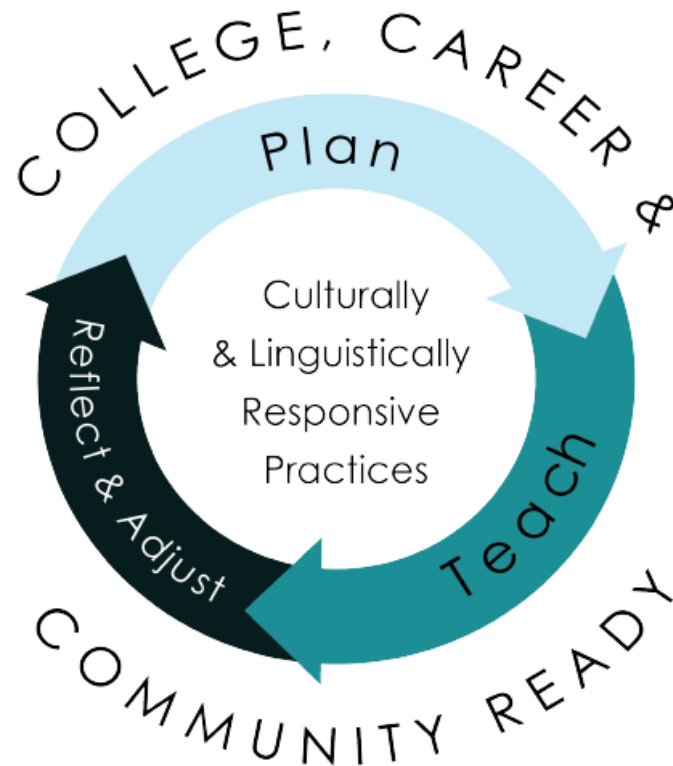 COLLEGE, CAREER &
Plan
Culturally
& Linguistically
Responsive
Practices
Teach
Reflect & Adjust
COMMUNITY READY